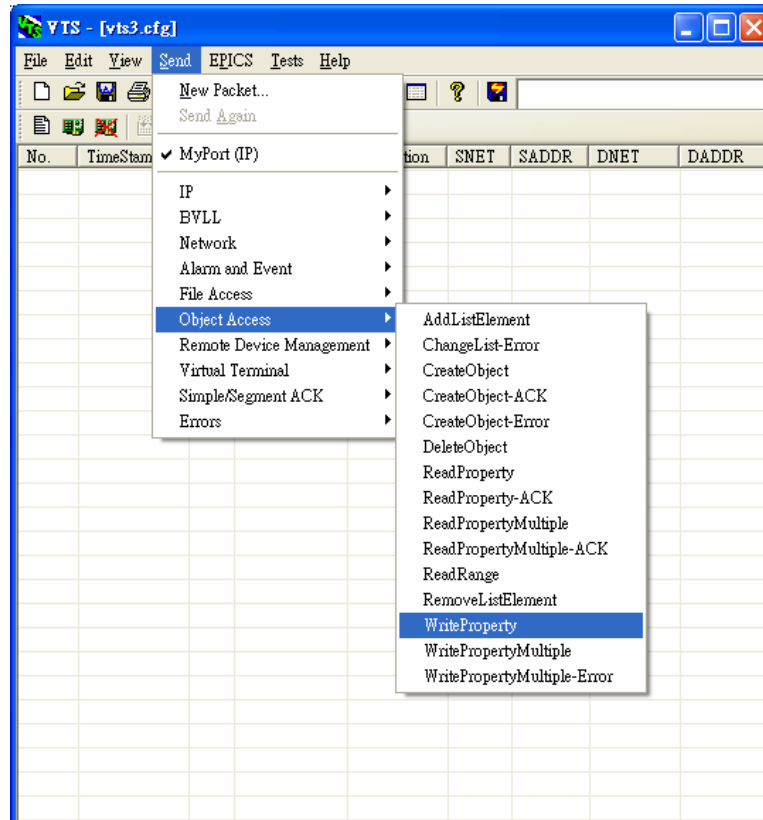 VTS - [vts3.cfg]
File Edit View Send EPICS Tests Help
New Packet...
Send Again
MyPort (IP)
No. TimeStam tion SNET SADDR DNET DADDR
IP
BVLL
Network
Alarm and Event
File Access
Object Access
Remote Device Management
Virtual Terminal
Simple/Segment ACK
Errors
AddListElement
ChangeList-Error
CreateObject
CreateObject-ACK
CreateObject-Error
DeleteObject
ReadProperty
ReadProperty-ACK
ReadPropertyMultiple
ReadPropertyMultiple-ACK
ReadRange
RemoveListElement
WriteProperty
WritePropertyMultiple
WritePropertyMultiple-Error